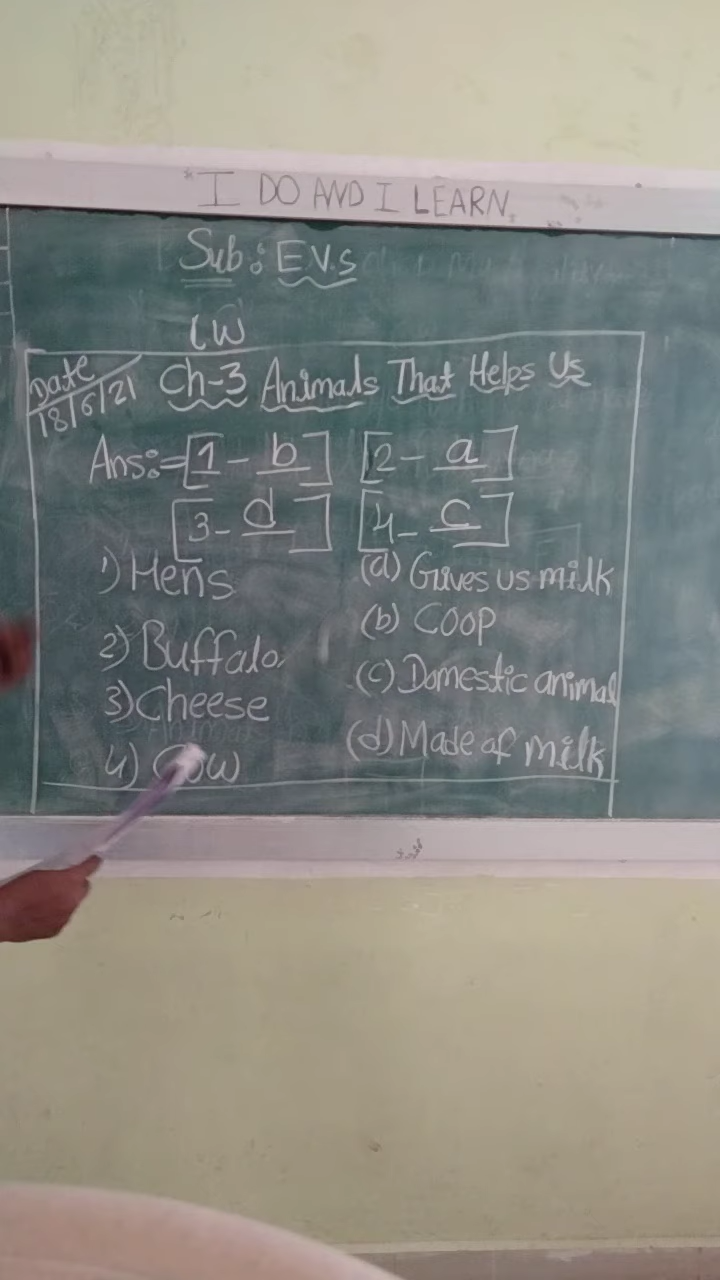 "I DO AND I LEARN.
Sub: E.V.S
CW
Date
18/6/21
Ch-3 Animals That Helps Us
Ans:- [1 - b] [2 - a]
[3 - d] [4 - c]
1) Hens (a) Gives us milk
2) Buffalo (b) Coop
3) Cheese (c) Domestic animal
4) Cow (d) Made of milk